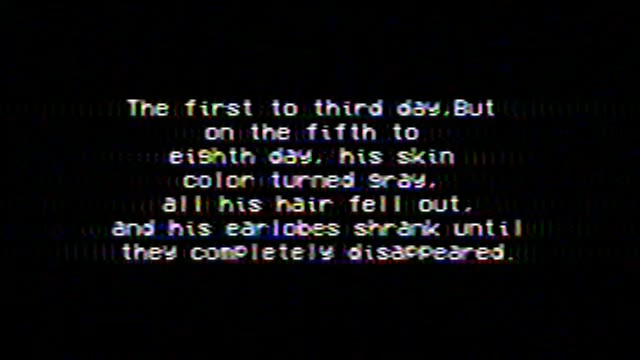 The first to third day.But
on the fifth to
eighth day, his skin
color turned gray,
all his hair fell out,
and his earlobes shrank until
they completely disappeared.